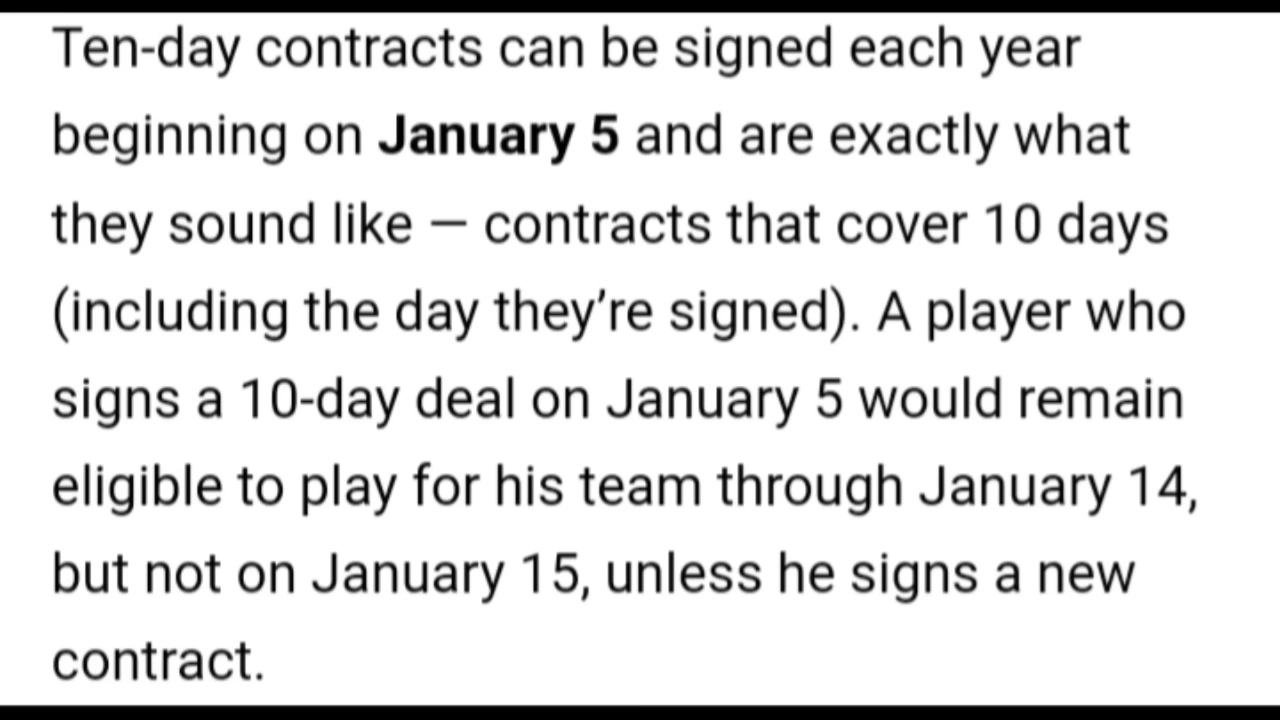 Ten-day contracts can be signed each year
beginning on January 5 and are exactly what
they sound like — contracts that cover 10 days
(including the day they’re signed). A player who
signs a 10-day deal on January 5 would remain
eligible to play for his team through January 14,
but not on January 15, unless he signs a new
contract.